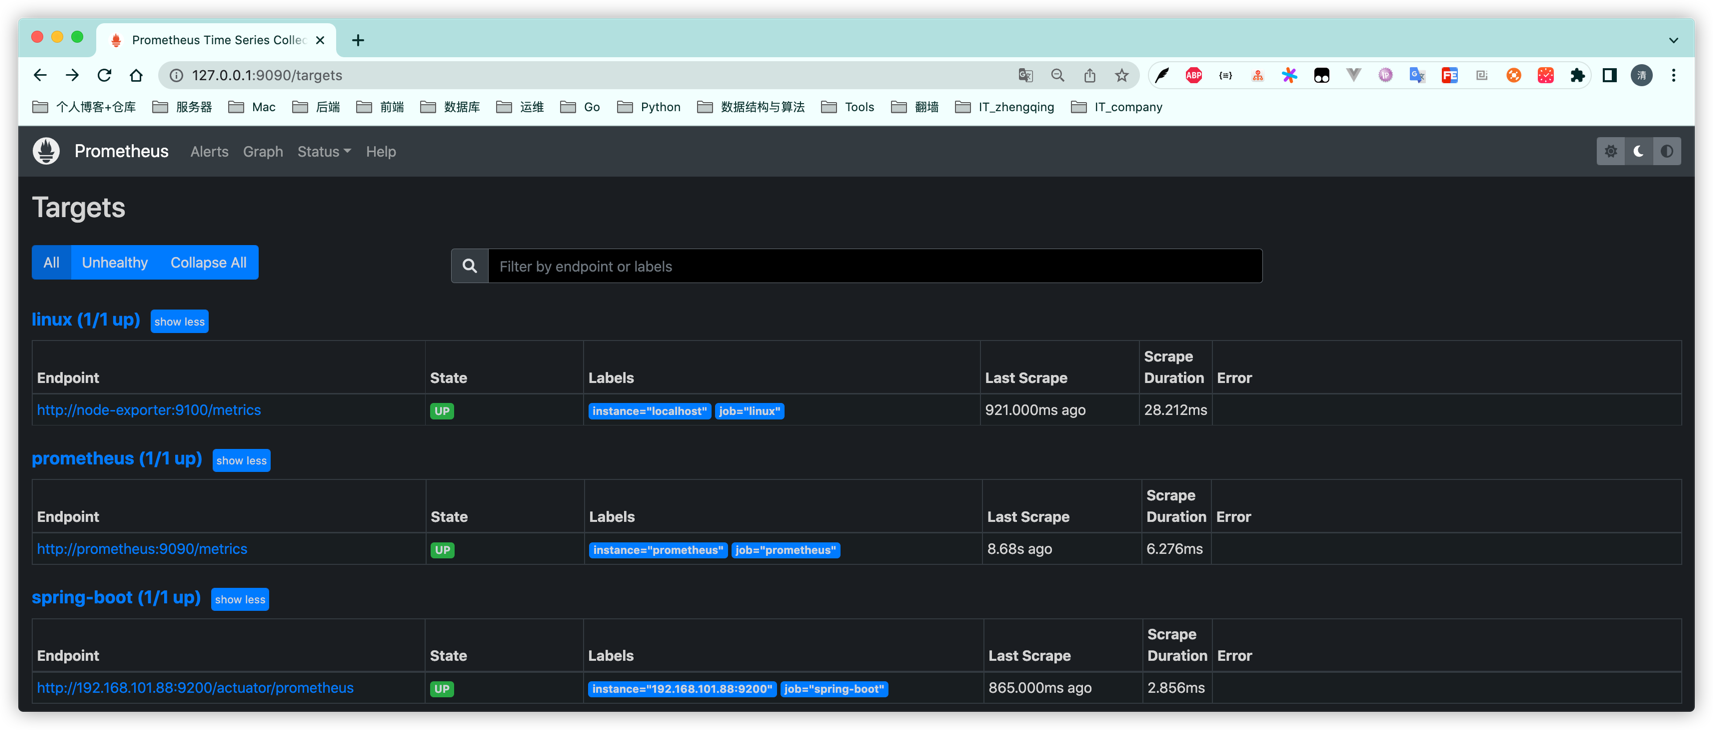 Prometheus Time Series Collec
127.0.0.1:9090/targets
ABP
FE
清
个人博客+仓库 服务器 Mac 后端 前端 数据库 运维 Go Python 数据结构与算法 Tools 翻墙 IT_zhengqing IT_company
Prometheus Alerts Graph Status Help
Targets
All Unhealthy Collapse All
Filter by endpoint or labels
linux (1/1 up) show less
Endpoint State Labels Last Scrape Scrape Duration Error
http://node-exporter:9100/metrics UP instance="localhost" job="linux" 921.000ms ago 28.212ms
prometheus (1/1 up) show less
Endpoint State Labels Last Scrape Scrape Duration Error
http://prometheus:9090/metrics UP instance="prometheus" job="prometheus" 8.68s ago 6.276ms
spring-boot (1/1 up) show less
Endpoint State Labels Last Scrape Scrape Duration Error
http://192.168.101.88:9200/actuator/prometheus UP instance="192.168.101.88:9200" job="spring-boot" 865.000ms ago 2.856ms